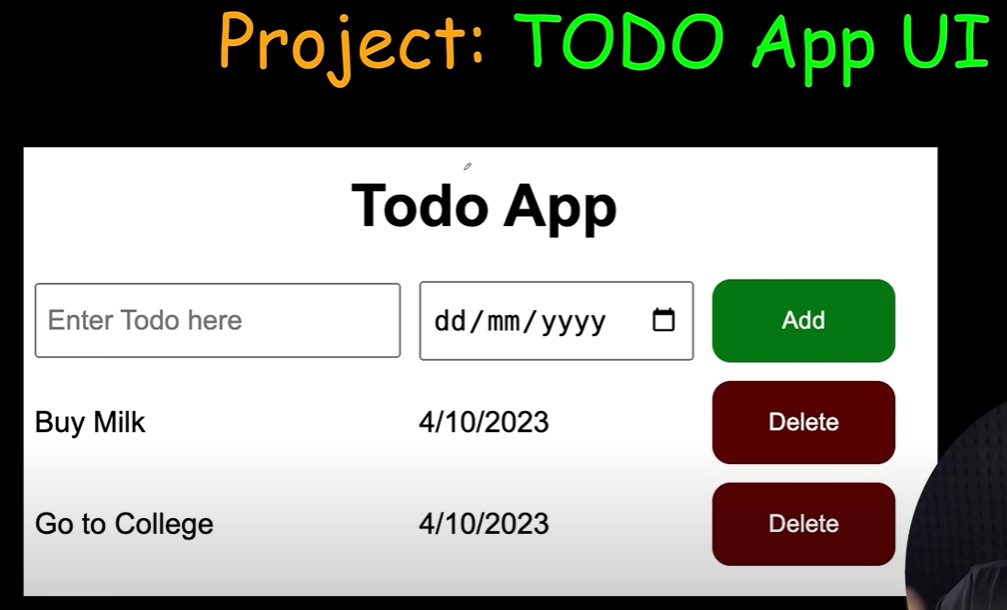 Project: TODO App UI
Todo App
Enter Todo here dd/mm/yyyy Add
Buy Milk 4/10/2023 Delete
Go to College 4/10/2023 Delete